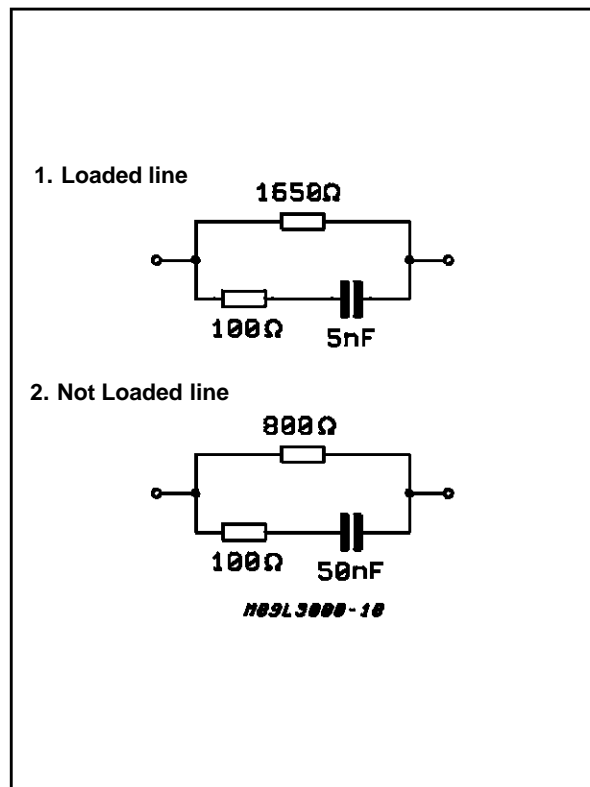 1. Loaded line
1650Ω
100Ω
5nF
2. Not Loaded line
800Ω
100Ω
50nF
M89L3000-10